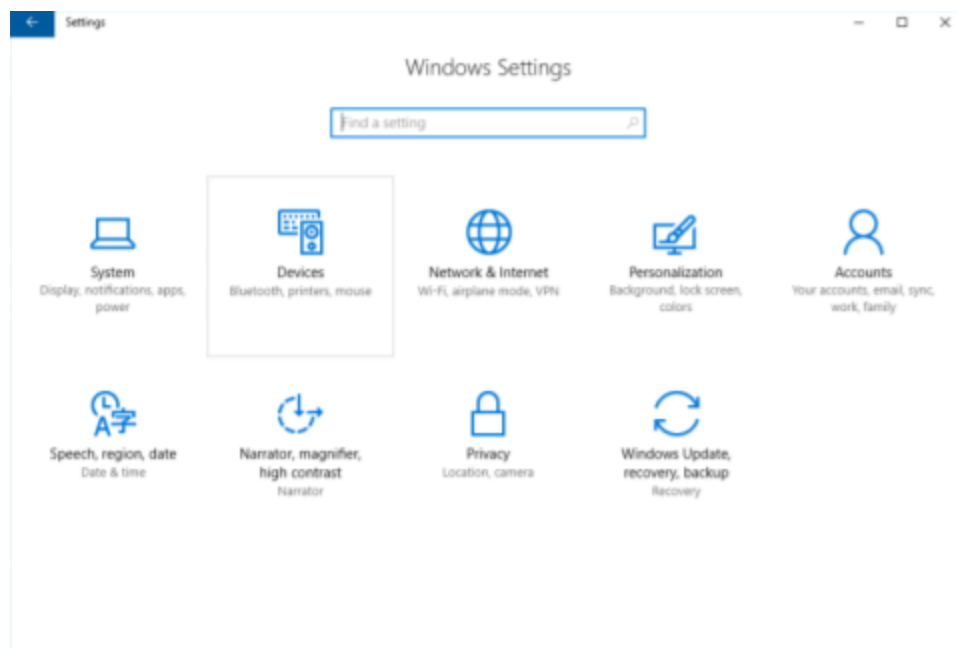 Settings
Windows Settings
Find a setting
System
Display, notifications, apps,
power
Devices
Bluetooth, printers, mouse
Network & Internet
Wi-Fi, airplane mode, VPN
Personalization
Background, lock screen,
colors
Accounts
Your accounts, email, sync,
work, family
Speech, region, date
Date & time
Narrator, magnifier,
high contrast
Narrator
Privacy
Location, camera
Windows Update,
recovery, backup
Recovery